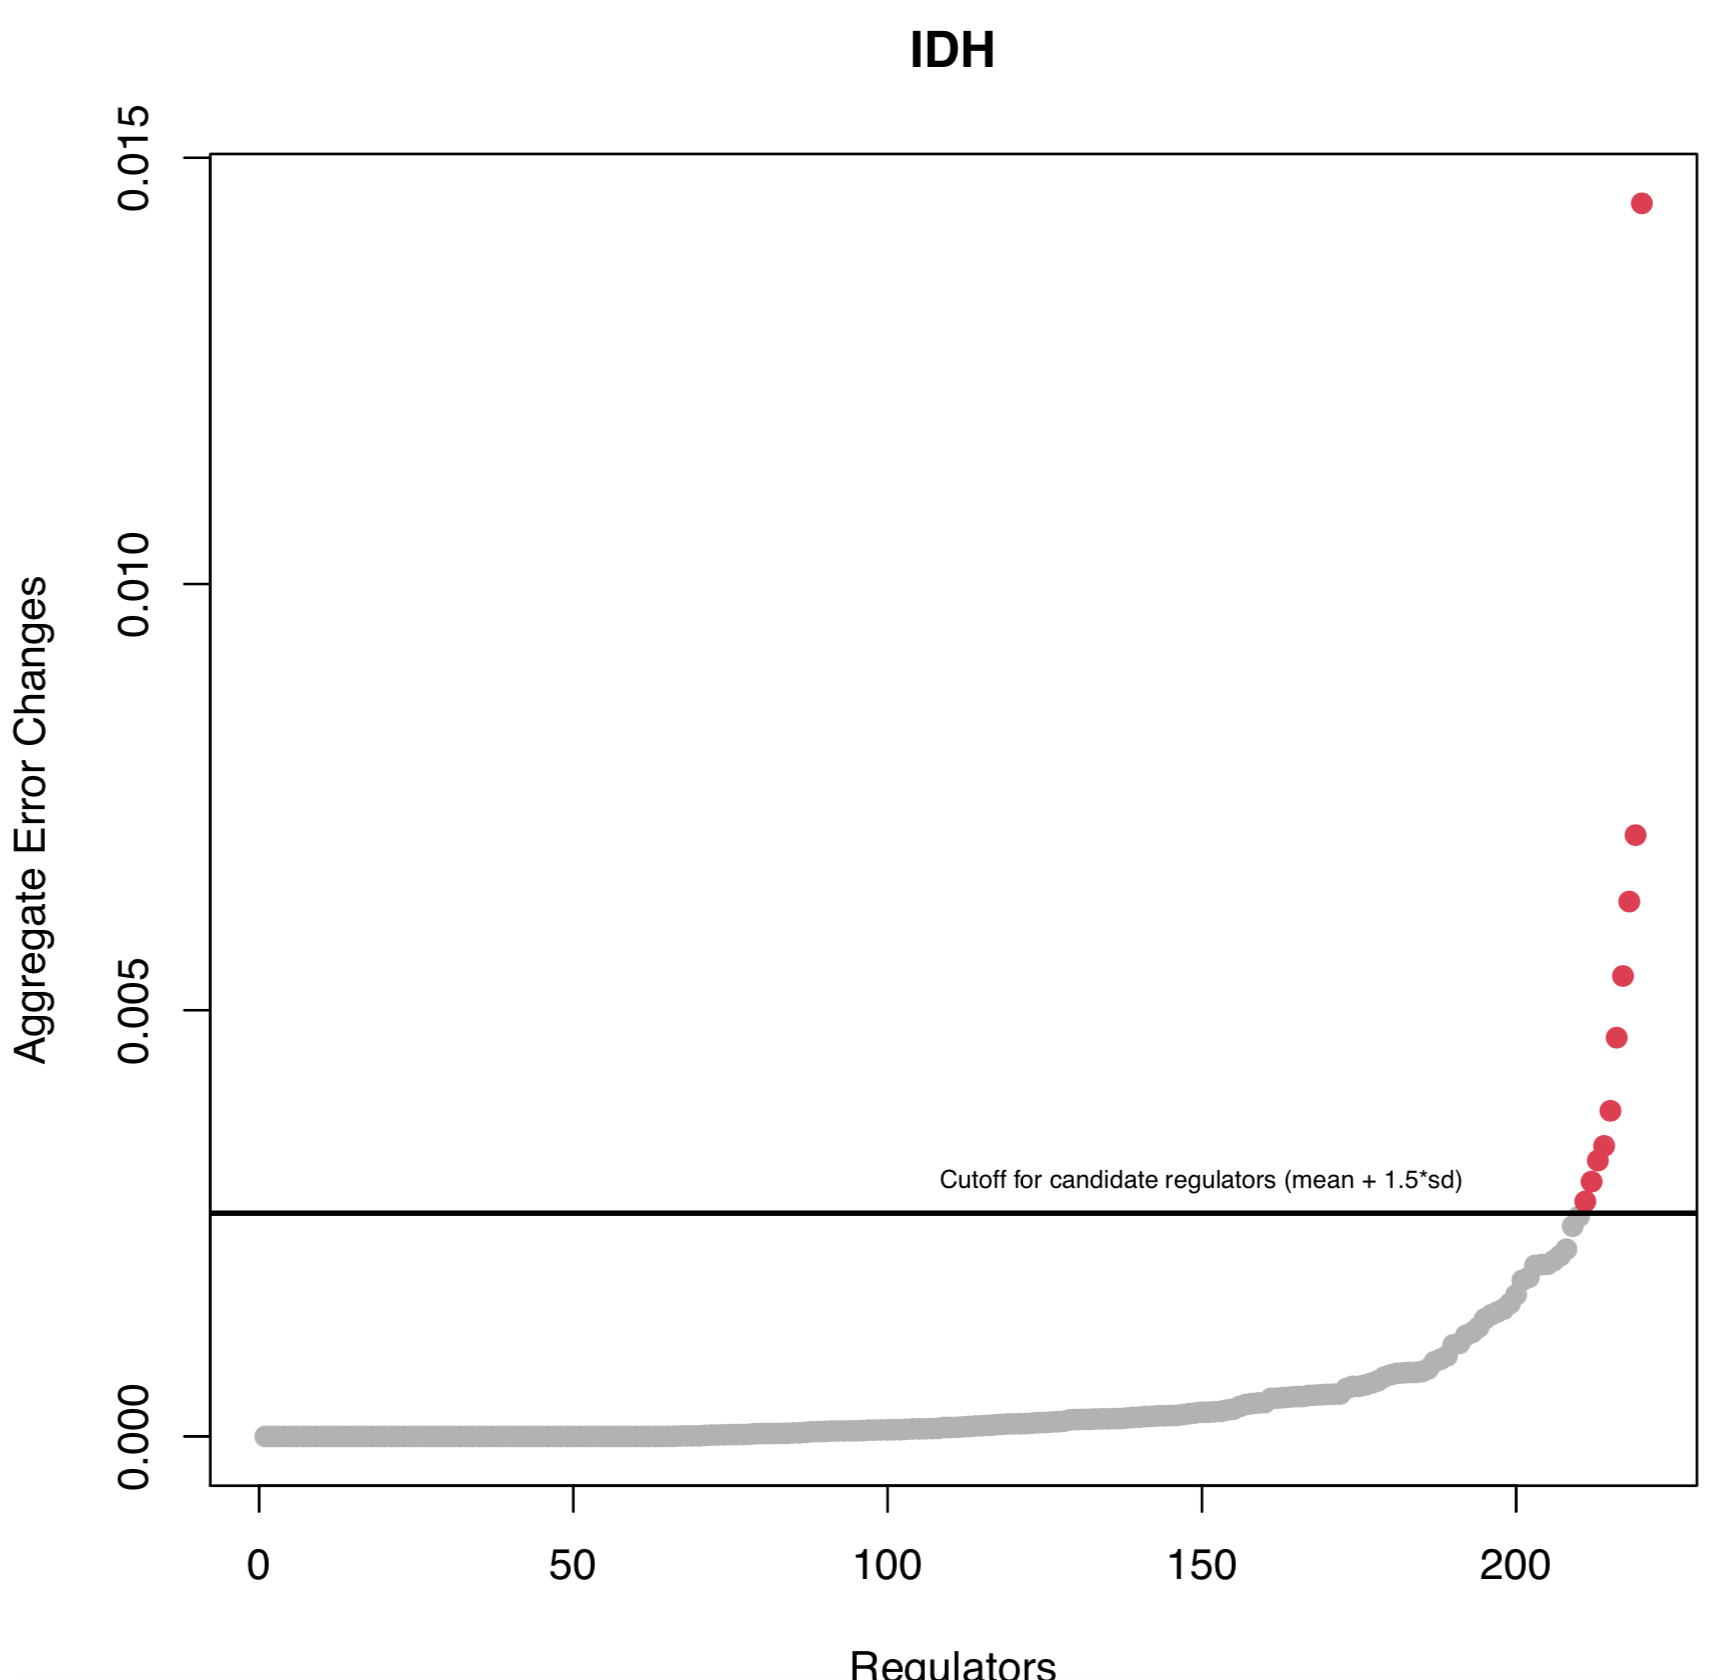 IDH
Aggregate Error Changes
0.015
0.010
0.005
0.000
Cutoff for candidate regulators (mean + 1.5*sd)
0 50 100 150 200
Regulators